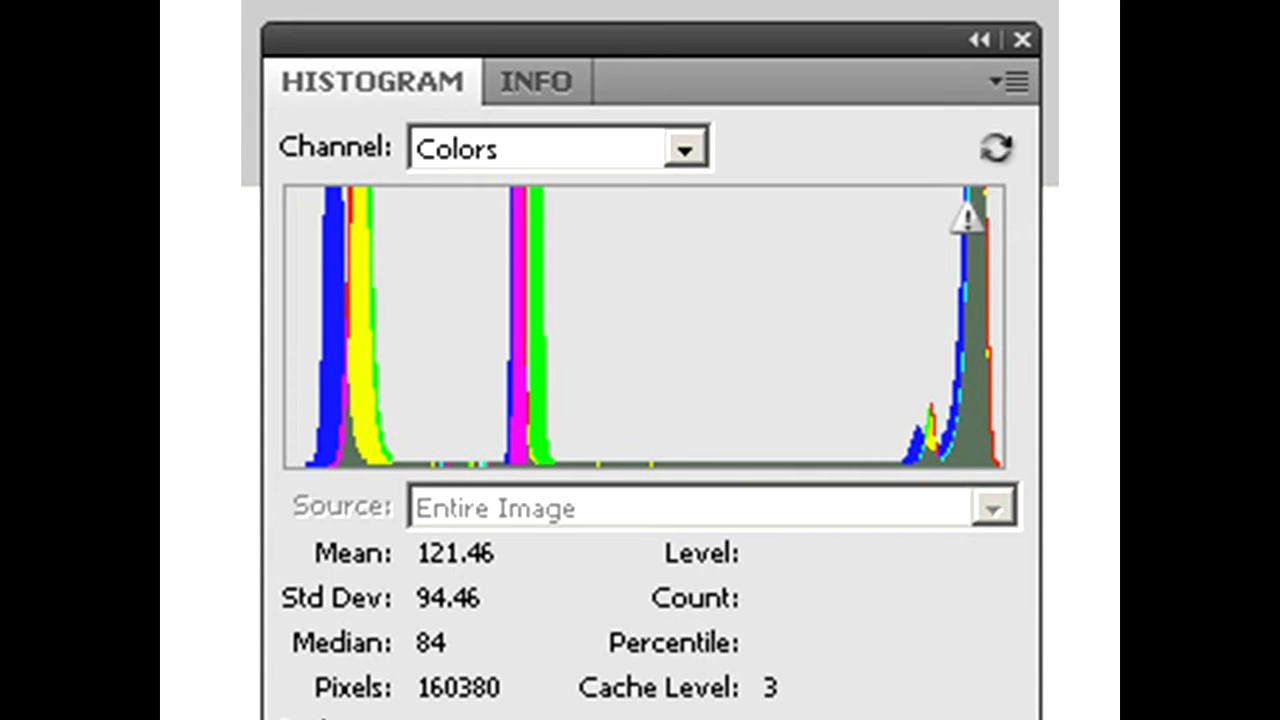 HISTOGRAM INFO
Channel: Colors
Source: Entire Image
Mean: 121.46 Level:
Std Dev: 94.46 Count:
Median: 84 Percentile:
Pixels: 160380 Cache Level: 3